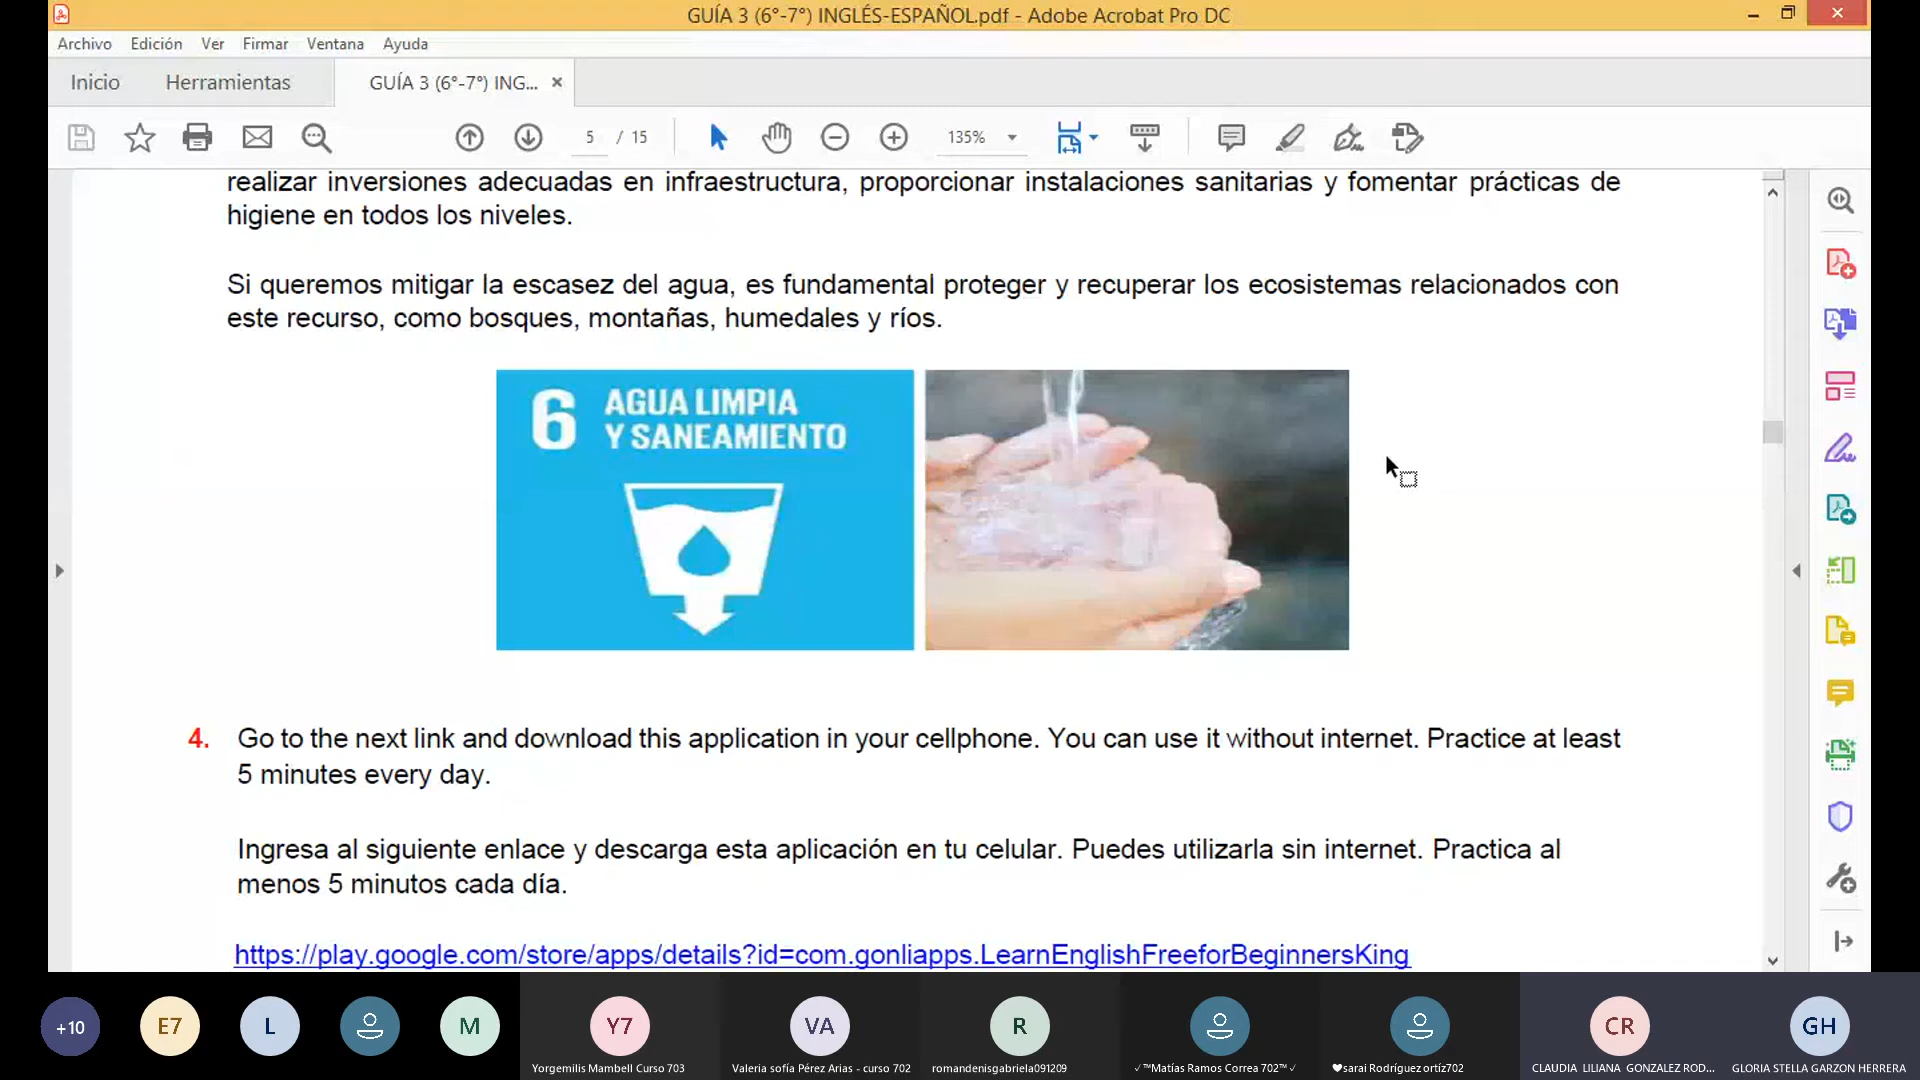 GUÍA 3 (6°-7°) INGLÉS-ESPAÑOL.pdf - Adobe Acrobat Pro DC
Archivo Edición Ver Firmar Ventana Ayuda
Inicio Herramientas GUÍA 3 (6°-7°) ING... ×
5 / 15 135%
realizar inversiones adecuadas en infraestructura, proporcionar instalaciones sanitarias y fomentar prácticas de
higiene en todos los niveles.
Si queremos mitigar la escasez del agua, es fundamental proteger y recuperar los ecosistemas relacionados con
este recurso, como bosques, montañas, humedales y ríos.
6 AGUA LIMPIA
Y SANEAMIENTO
4. Go to the next link and download this application in your cellphone. You can use it without internet. Practice at least
5 minutes every day.
Ingresa al siguiente enlace y descarga esta aplicación en tu celular. Puedes utilizarla sin internet. Practica al
menos 5 minutos cada día.
https://play.google.com/store/apps/details?id=com.gonliapps.LearnEnglishFreeforBeginnersKing
+10 E7 L M Y7 VA R CR GH
Yorgemilis Mambell Curso 703 Valeria sofía Pérez Arias - curso 702 romandenisgabriela091209 ✓™Matías Ramos Correa 702™✓ ♥sarai Rodríguez ortíz702 CLAUDIA LILIANA GONZALEZ ROD... GLORIA STELLA GARZON HERRERA